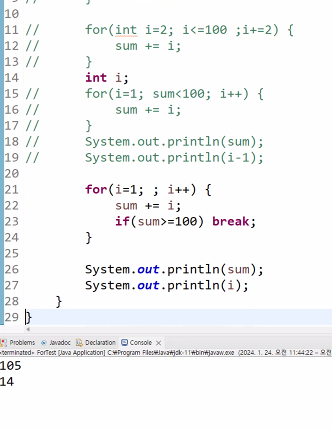 9 //        }
10
11 //        for(int i=2; i<=100 ;i+=2) {
12 //            sum += i;
13 //        }
14        int i;
15 //        for(i=1; sum<100; i++) {
16 //            sum += i;
17 //        }
18 //        System.out.println(sum);
19 //        System.out.println(i-1);
20
21        for(i=1; ; i++) {
22            sum += i;
23            if(sum>=100) break;
24        }
25
26        System.out.println(sum);
27        System.out.println(i);
28    }
29 }
Problems Javadoc Declaration Console
<terminated> ForTest [Java Application] C:₩Program Files₩Java₩jdk-11₩bin₩javaw.exe (2024. 1. 24. 오전 11:44:22 – 오전
105
14